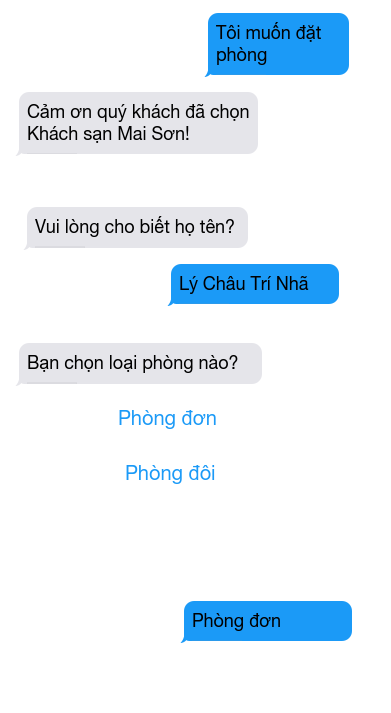 Tôi muốn đặt
phòng
Cảm ơn quý khách đã chọn
Khách sạn Mai Sơn!
Vui lòng cho biết họ tên?
Lý Châu Trí Nhã
Bạn chọn loại phòng nào?
Phòng đơn
Phòng đôi
Phòng đơn